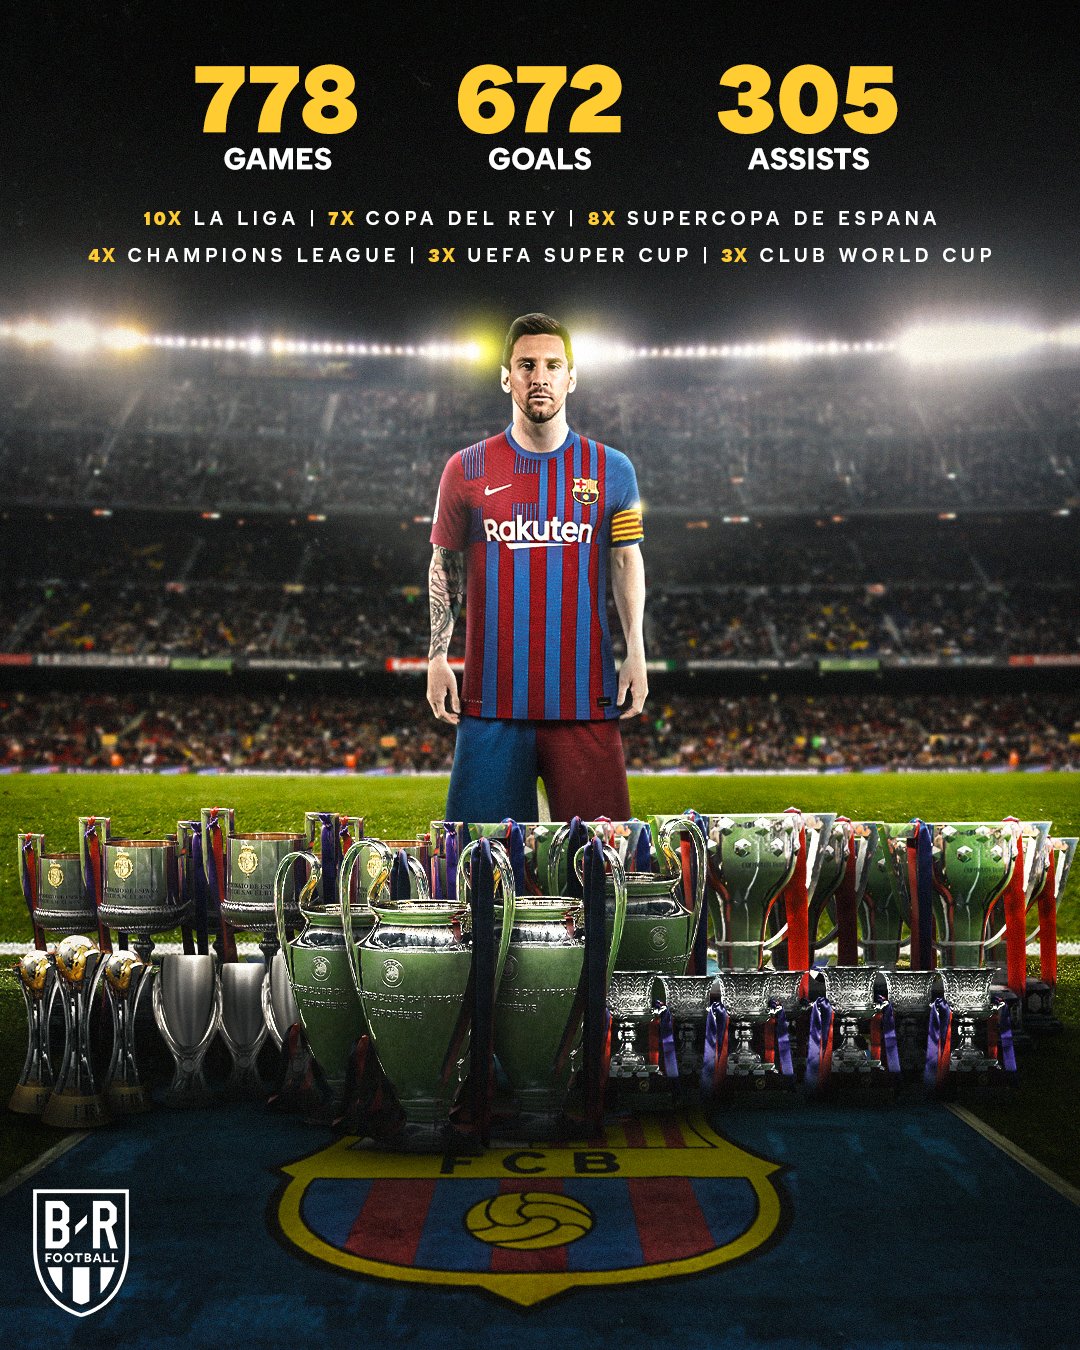 778 672 305
GAMES GOALS ASSISTS
10X LA LIGA | 7X COPA DEL REY | 8X SUPERCOPA DE ESPANA
4X CHAMPIONS LEAGUE | 3X UEFA SUPER CUP | 3X CLUB WORLD CUP
Rakuten
FCB
B-R
FOOTBALL